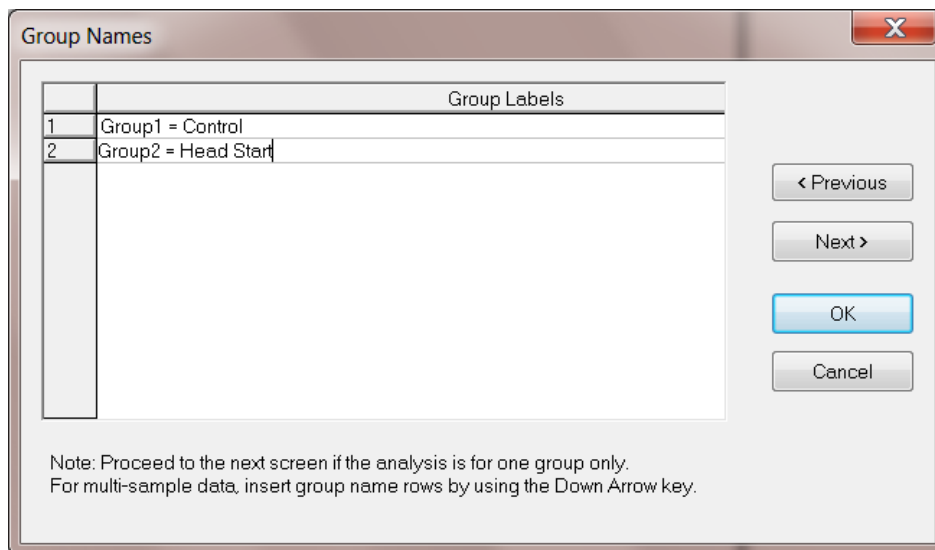 Group Names
X
Group Labels
1 Group1 = Control
2 Group2 = Head Start
< Previous
Next >
OK
Cancel
Note: Proceed to the next screen if the analysis is for one group only.
For multi-sample data, insert group name rows by using the Down Arrow key.